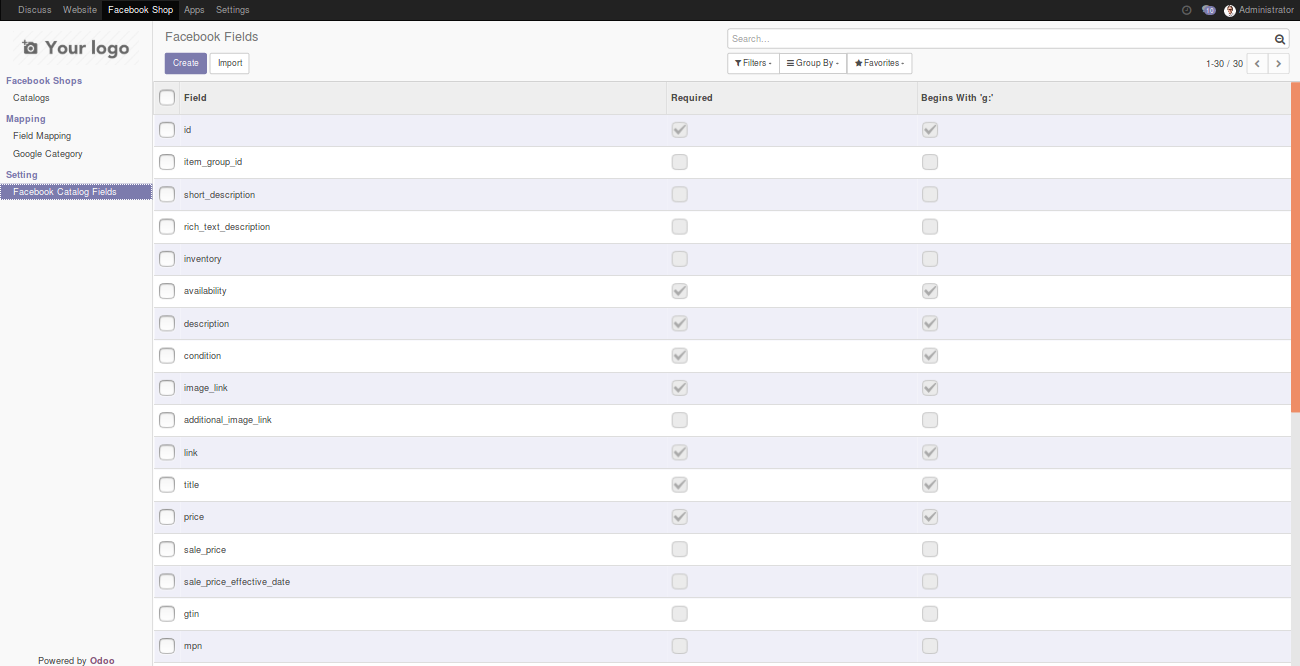 Discuss Website Facebook Shop Apps Settings 10 Administrator
Your logo
Facebook Shops
Catalogs
Mapping
Field Mapping
Google Category
Setting
Facebook Catalog Fields
Powered by Odoo
Facebook Fields
Search...
Create Import
Filters Group By Favorites 1-30 / 30
Field Required Begins With 'g:'
id
item_group_id
short_description
rich_text_description
inventory
availability
description
condition
image_link
additional_image_link
link
title
price
sale_price
sale_price_effective_date
gtin
mpn